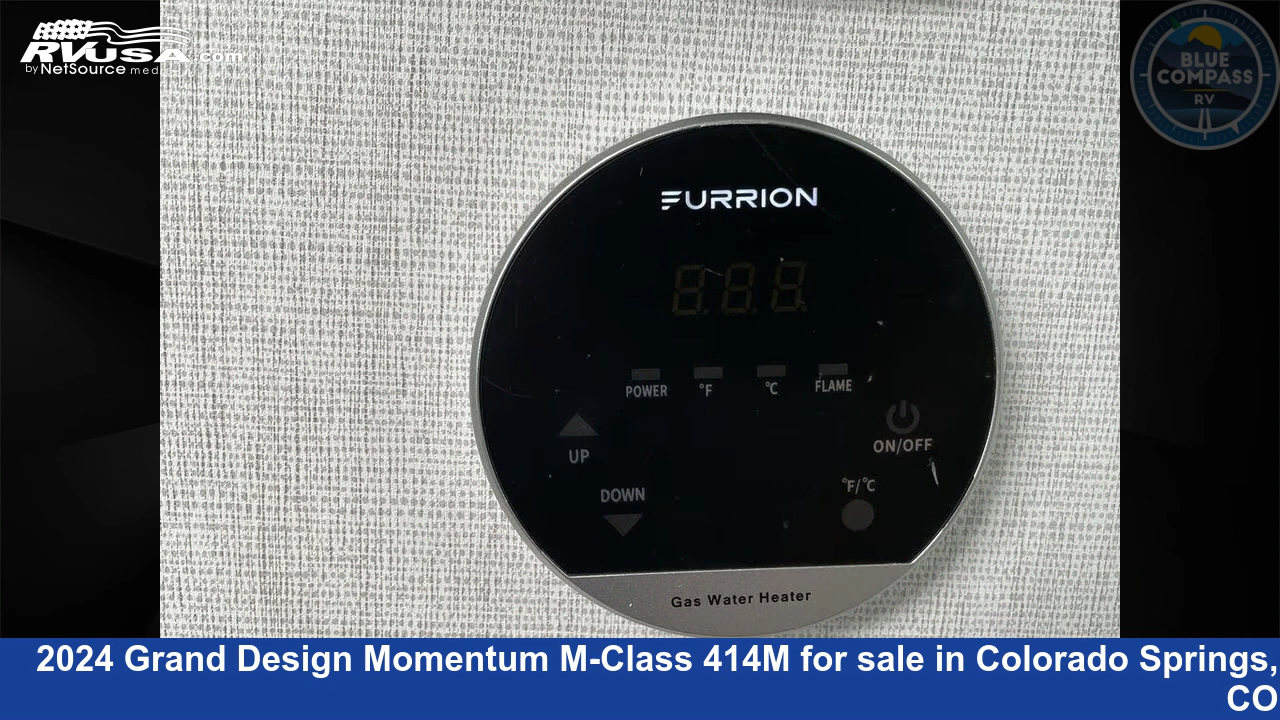 RVUSA.com
by NetSource media
BLUE
COMPASS
RV
FURRION
8.8.8.
POWER
°F
°C
FLAME
UP
ON/OFF
DOWN
°F/°C
Gas Water Heater
2024 Grand Design Momentum M-Class 414M for sale in Colorado Springs,
CO